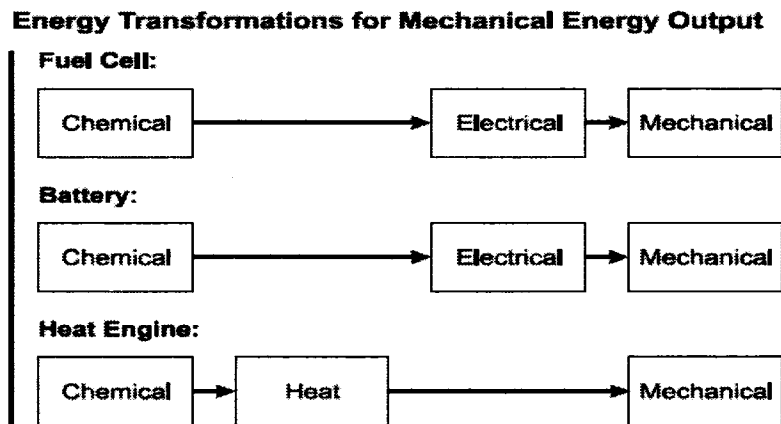 Energy Transformations for Mechanical Energy Output
Fuel Cell:
Chemical Electrical Mechanical
Battery:
Chemical Electrical Mechanical
Heat Engine:
Chemical Heat Mechanical